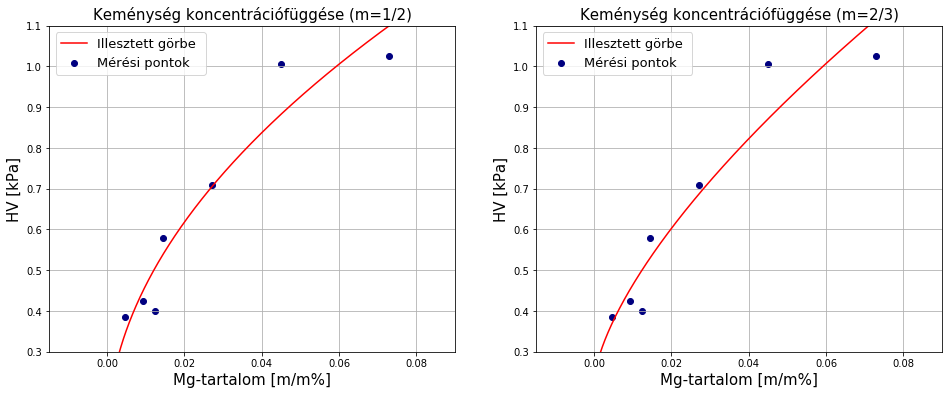 Keménység koncentrációfüggése (m=1/2)
1.1
1.0
0.9
0.8
0.7
0.6
0.5
0.4
0.3
HV [kPa]
Illesztett görbe
Mérési pontok
0.00 0.02 0.04 0.06 0.08
Mg-tartalom [m/m%]
Keménység koncentrációfüggése (m=2/3)
1.1
1.0
0.9
0.8
0.7
0.6
0.5
0.4
0.3
HV [kPa]
Illesztett görbe
Mérési pontok
0.00 0.02 0.04 0.06 0.08
Mg-tartalom [m/m%]